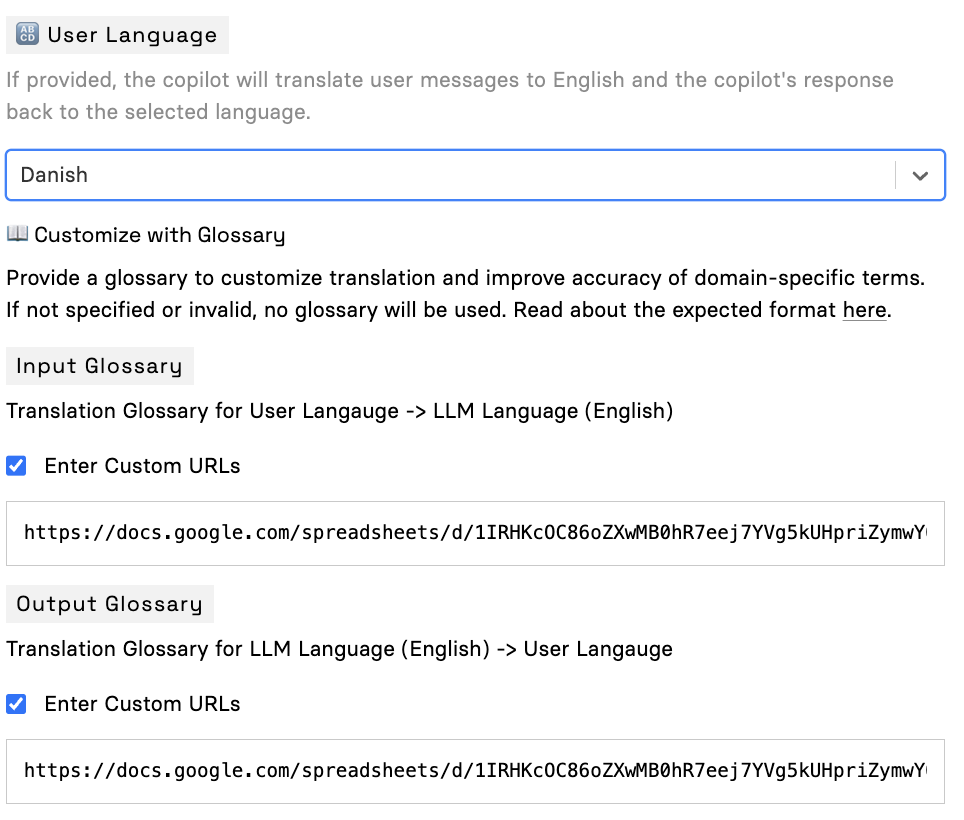 User Language
If provided, the copilot will translate user messages to English and the copilot's response
back to the selected language.
Danish
Customize with Glossary
Provide a glossary to customize translation and improve accuracy of domain-specific terms.
If not specified or invalid, no glossary will be used. Read about the expected format here.
Input Glossary
Translation Glossary for User Langauge -> LLM Language (English)
Enter Custom URLs
https://docs.google.com/spreadsheets/d/1IRHKcOC86oZXwMB0hR7eej7YVg5kUHpriZymwY
Output Glossary
Translation Glossary for LLM Language (English) -> User Langauge
Enter Custom URLs
https://docs.google.com/spreadsheets/d/1IRHKcOC86oZXwMB0hR7eej7YVg5kUHpriZymwY